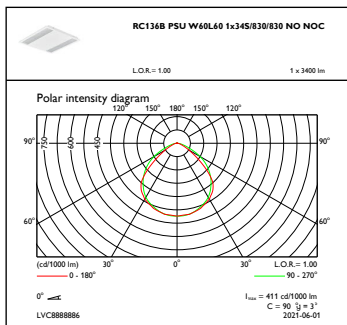 RC136B PSU W60L60 1x34S/830/830 NO NOC
L.O.R.= 1.00 1 x 3400 lm
Polar intensity diagram
120° 150° 180° 150° 120°
90° 750 600 450 90°
60° 60°
30° 0° 30°
(cd/1000 lm) L.O.R.= 1.00
0 - 180° 90 - 270°
0° Imax = 411 cd/1000 lm
C = 90 °g = 3°
LVC8888886 2021-06-01